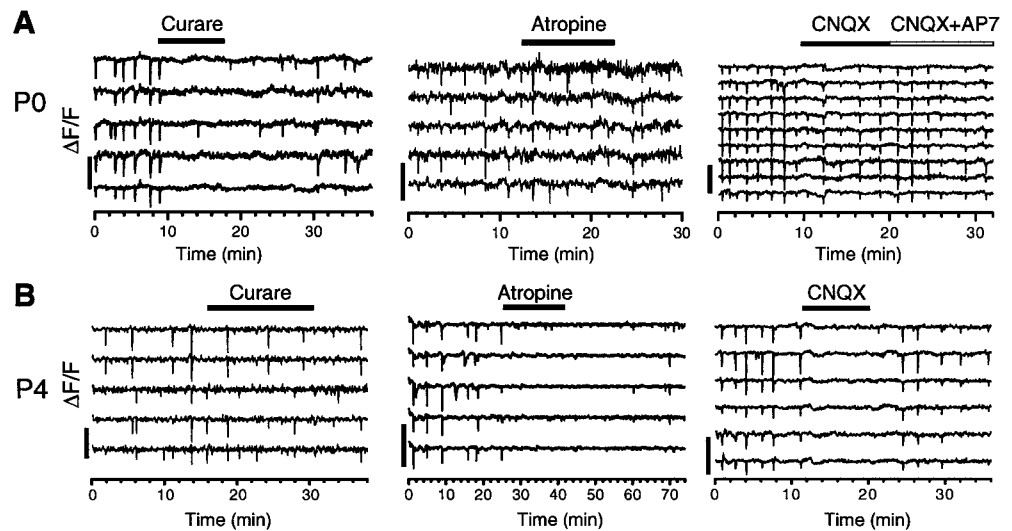 A
Curare
Atropine
CNQX CNQX+AP7
P0
ΔF/F
0 10 20 30
Time (min)
0 10 20 30
Time (min)
0 10 20 30
Time (min)
B
Curare
Atropine
CNQX
P4
ΔF/F
0 10 20 30
Time (min)
0 10 20 30 40 50 60 70
Time (min)
0 10 20 30
Time (min)